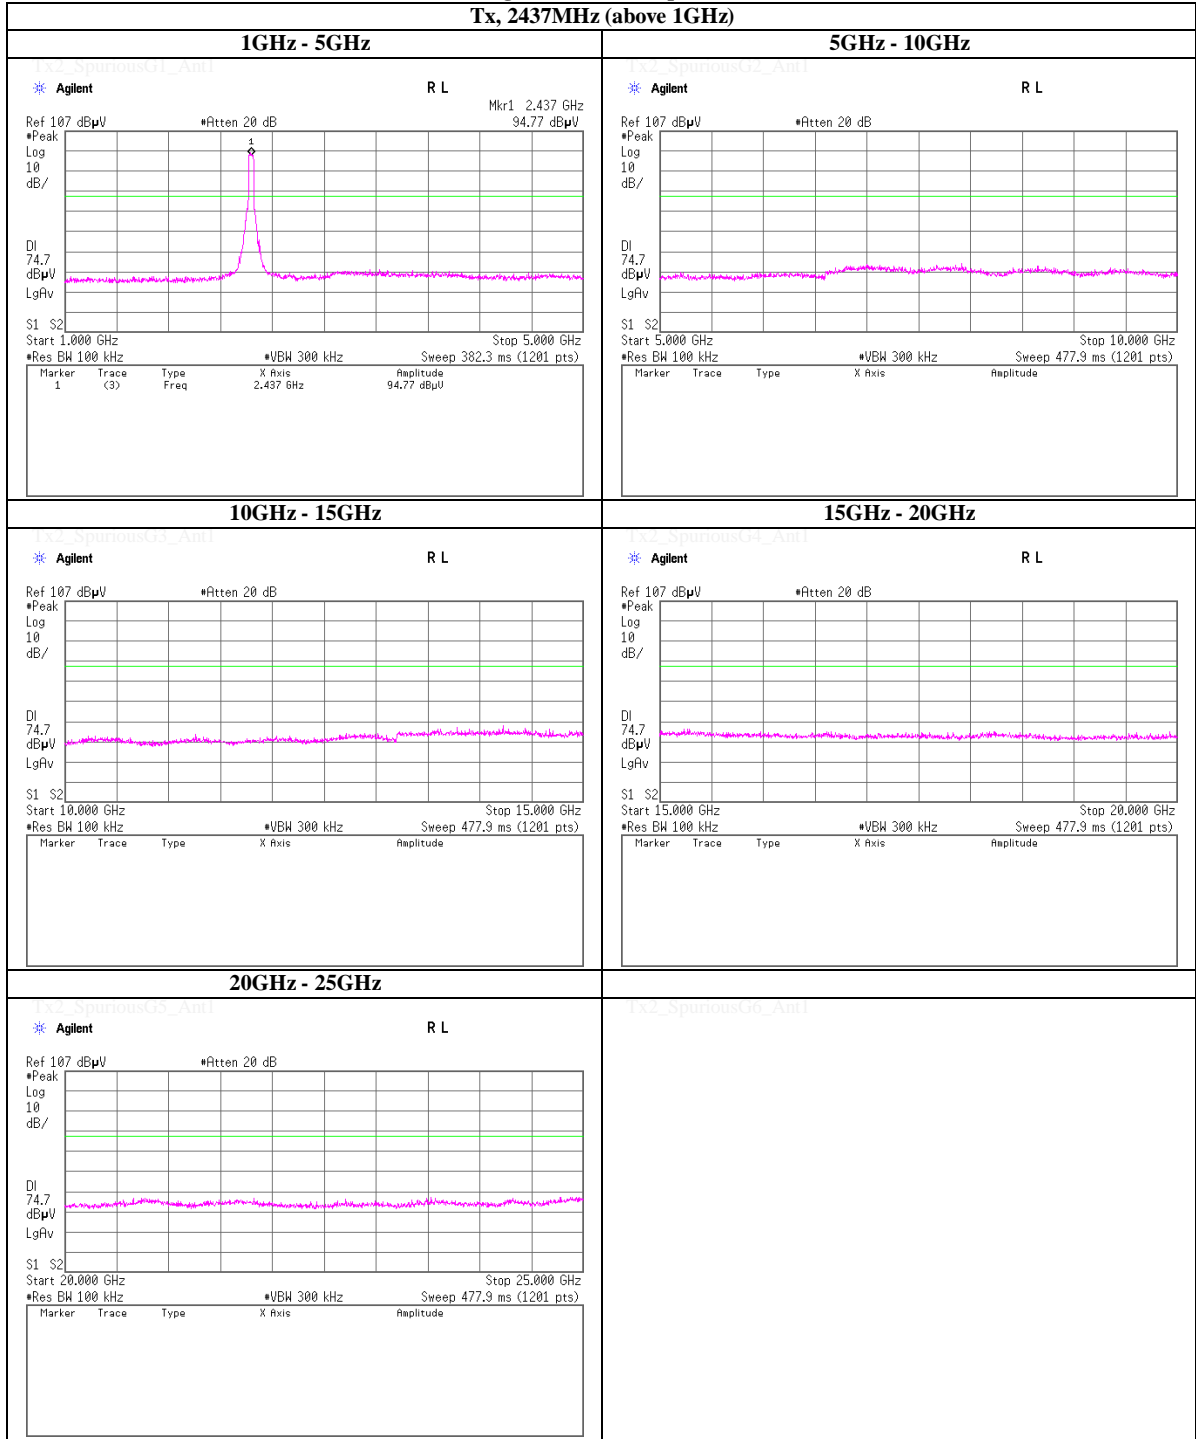 Tx, 2437MHz (above 1GHz)
1GHz - 5GHz
Tx2_SpuriousG1_Ant1
Agilent R L
Mkr1 2.437 GHz
Ref 107 dBµV #Atten 20 dB 94.77 dBµV
#Peak
Log
10
dB/
1
DI
74.7
dBµV
LgAv
S1 S2
Start 1.000 GHz Stop 5.000 GHz
#Res BW 100 kHz #VBW 300 kHz Sweep 382.3 ms (1201 pts)
Marker Trace Type X Axis Amplitude
1 (3) Freq 2.437 GHz 94.77 dBµV
5GHz - 10GHz
Tx2_SpuriousG2_Ant1
Agilent R L
Ref 107 dBµV #Atten 20 dB
#Peak
Log
10
dB/
DI
74.7
dBµV
LgAv
S1 S2
Start 5.000 GHz Stop 10.000 GHz
#Res BW 100 kHz #VBW 300 kHz Sweep 477.9 ms (1201 pts)
Marker Trace Type X Axis Amplitude
10GHz - 15GHz
Tx2_SpuriousG3_Ant1
Agilent R L
Ref 107 dBµV #Atten 20 dB
#Peak
Log
10
dB/
DI
74.7
dBµV
LgAv
S1 S2
Start 10.000 GHz Stop 15.000 GHz
#Res BW 100 kHz #VBW 300 kHz Sweep 477.9 ms (1201 pts)
Marker Trace Type X Axis Amplitude
15GHz - 20GHz
Tx2_SpuriousG4_Ant1
Agilent R L
Ref 107 dBµV #Atten 20 dB
#Peak
Log
10
dB/
DI
74.7
dBµV
LgAv
S1 S2
Start 15.000 GHz Stop 20.000 GHz
#Res BW 100 kHz #VBW 300 kHz Sweep 477.9 ms (1201 pts)
Marker Trace Type X Axis Amplitude
20GHz - 25GHz
Tx2_SpuriousG5_Ant1
Agilent R L
Ref 107 dBµV #Atten 20 dB
#Peak
Log
10
dB/
DI
74.7
dBµV
LgAv
S1 S2
Start 20.000 GHz Stop 25.000 GHz
#Res BW 100 kHz #VBW 300 kHz Sweep 477.9 ms (1201 pts)
Marker Trace Type X Axis Amplitude
Tx2_SpuriousG6_Ant1